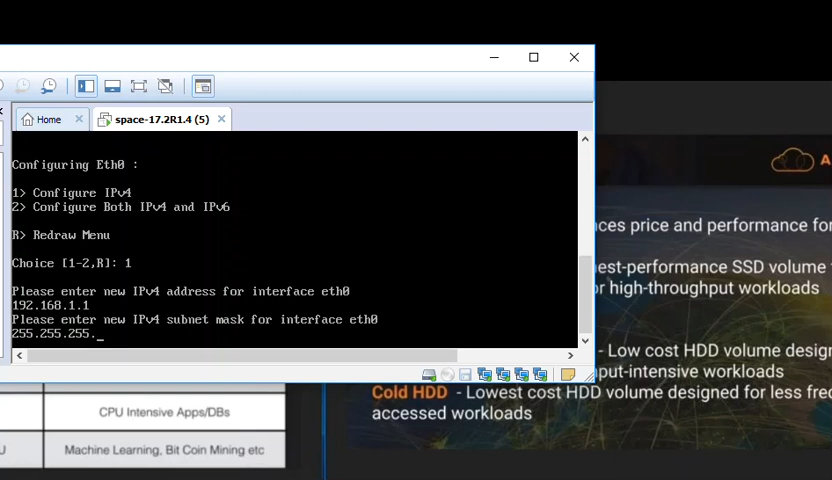 Home
space-17.2R1.4 (5)
Configuring Eth0 :
1> Configure IPv4
2> Configure Both IPv4 and IPv6
R> Redraw Menu
Choice [1-2,R]: 1
Please enter new IPv4 address for interface eth0
192.168.1.1
Please enter new IPv4 subnet mask for interface eth0
255.255.255._
A
nces price and performance for
est-performance SSD volume
or high-throughput workloads
- Low cost HDD volume design
put-intensive workloads
Cold HDD - Lowest cost HDD volume designed for less fre
accessed workloads
CPU Intensive Apps/DBs
U
Machine Learning, Bit Coin Mining etc